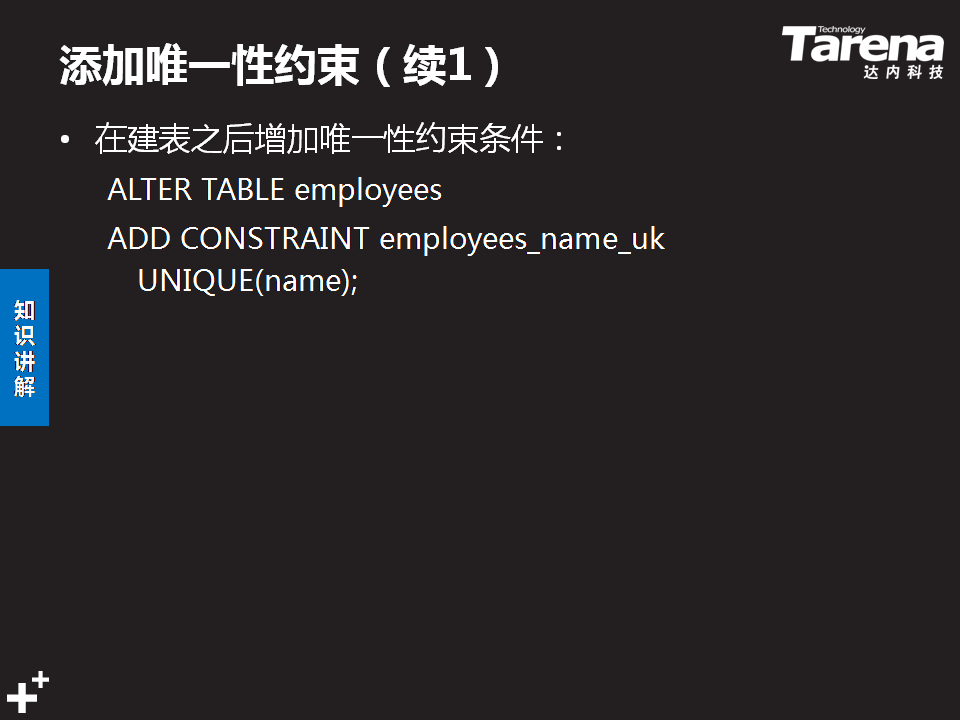 添加唯一性约束（续1）
Technology
Tarena
达内科技
• 在建表之后增加唯一性约束条件：
ALTER TABLE employees
ADD CONSTRAINT employees_name_uk
UNIQUE(name);
知识讲解